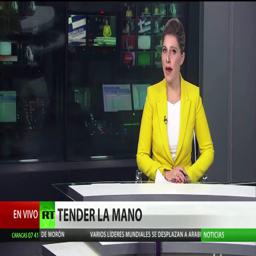 EN VIVO RT TENDER LA MANO
CARACAS 07:41 DE MORÓN VARIOS LÍDERES MUNDIALES SE DESPLAZAN A ARABI NOTICIAS